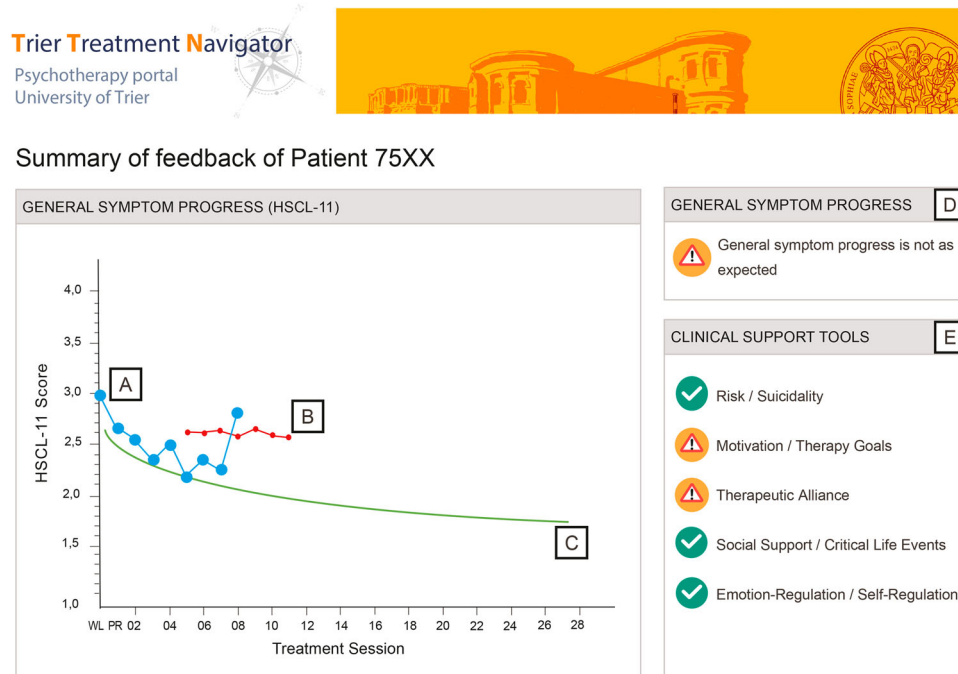 Trier Treatment Navigator
Psychotherapy portal
University of Trier
SOPHIAE
Summary of feedback of Patient 75XX
GENERAL SYMPTOM PROGRESS (HSCL-11)
4,0
3,5
3,0
2,5
2,0
1,5
1,0
HSCL-11 Score
A
B
C
WL PR 02 04 06 08 10 12 14 16 18 20 22 24 26 28
Treatment Session
GENERAL SYMPTOM PROGRESS D
General symptom progress is not as
expected
CLINICAL SUPPORT TOOLS E
Risk / Suicidality
Motivation / Therapy Goals
Therapeutic Alliance
Social Support / Critical Life Events
Emotion-Regulation / Self-Regulation